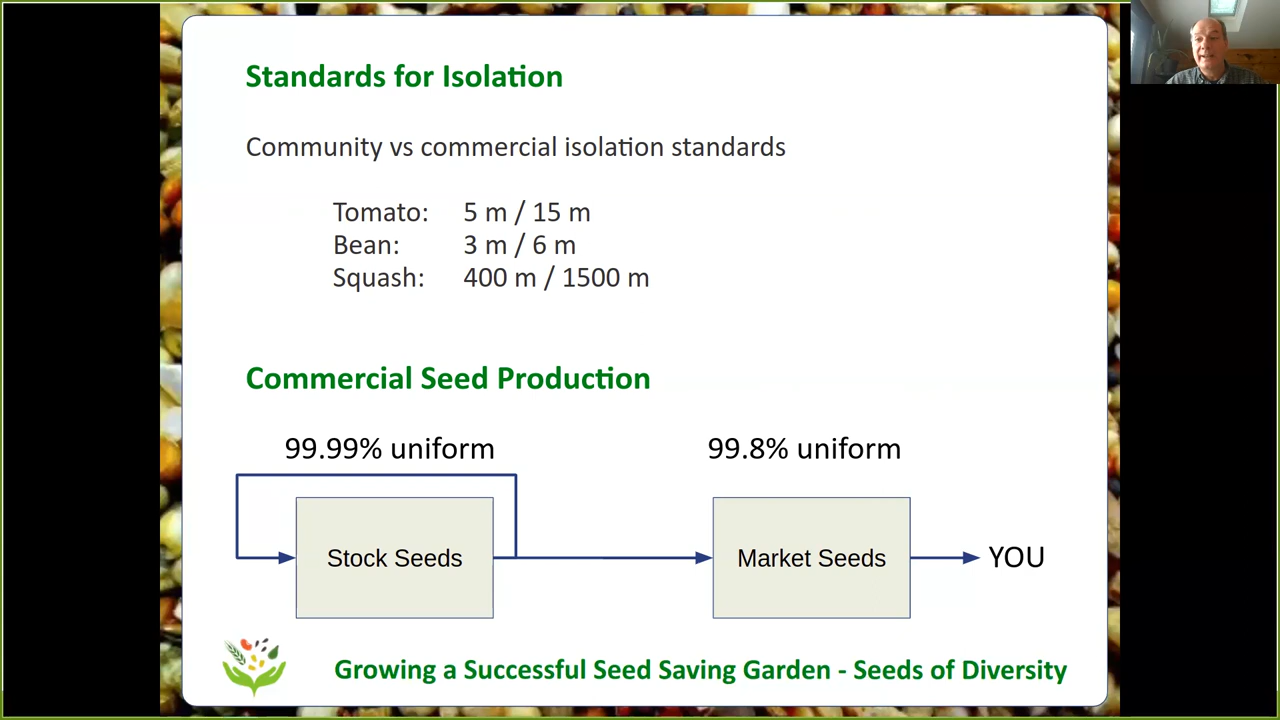 Standards for Isolation
Community vs commercial isolation standards
Tomato: 5 m / 15 m
Bean: 3 m / 6 m
Squash: 400 m / 1500 m
Commercial Seed Production
99.99% uniform
99.8% uniform
Stock Seeds
Market Seeds
YOU
Growing a Successful Seed Saving Garden - Seeds of Diversity